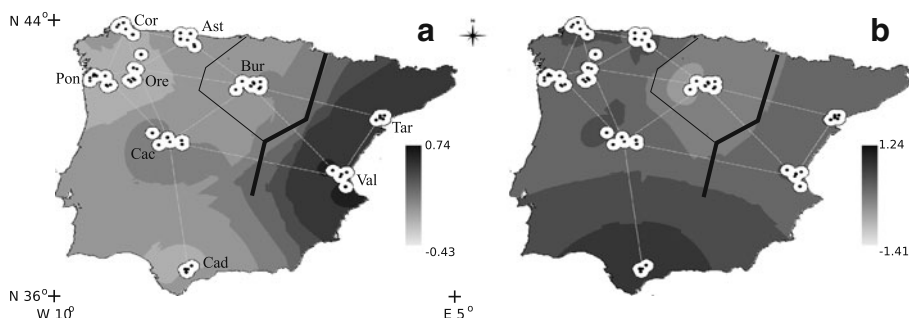 N 44°
Cor
Ast
a
b
Pon
Ore
Bur
Tar
Cac
Val
Cad
0.74
-0.43
1.24
-1.41
N 36°
W 10°
E 5°